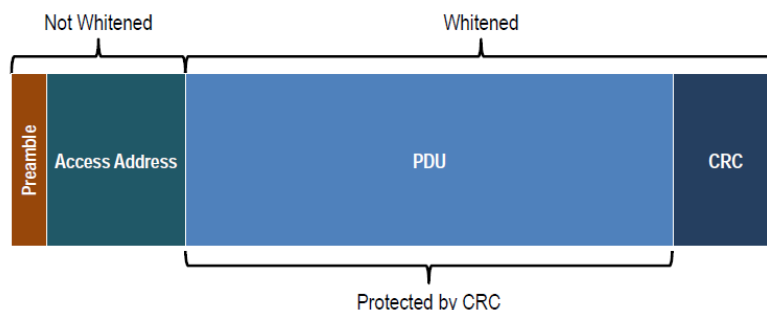 Not Whitened
Whitened
Preamble
Access Address
PDU
CRC
Protected by CRC